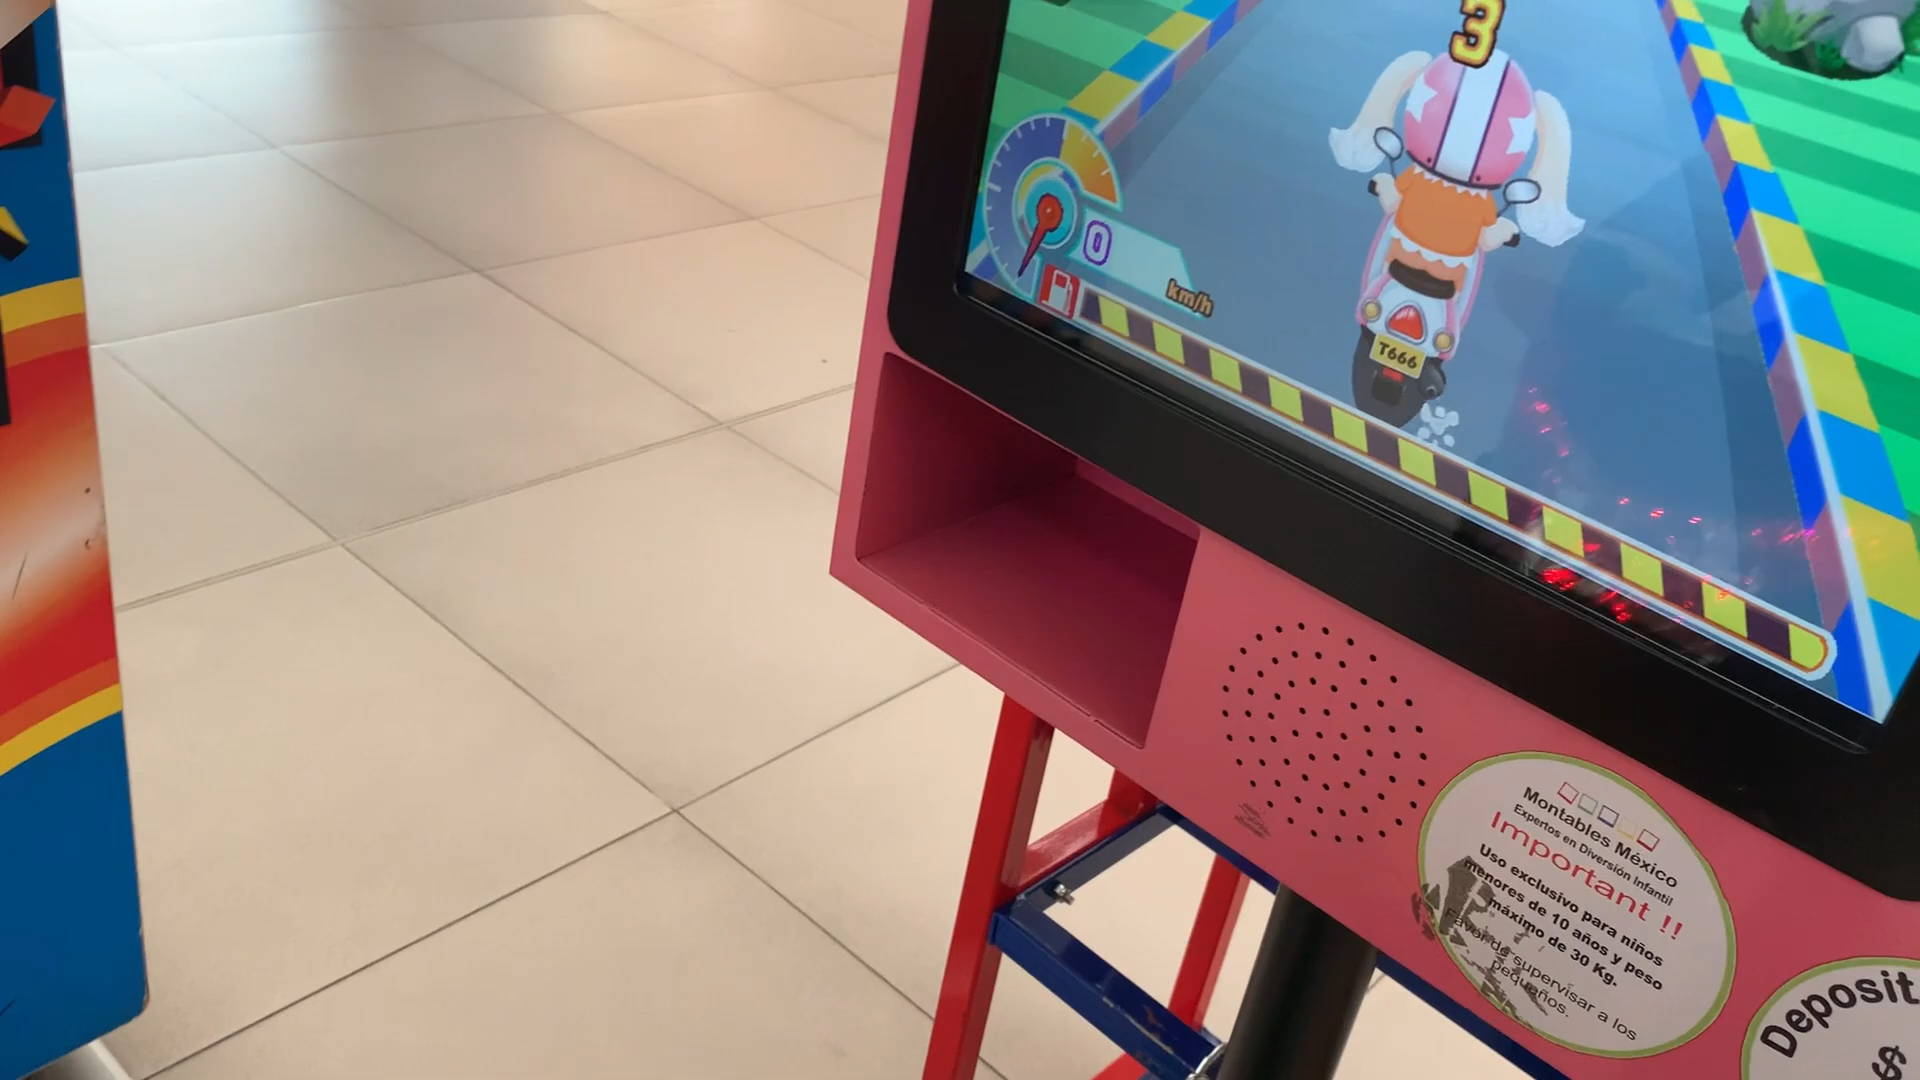 3
0
km/h
T666
Montables México
Expertos en Diversión Infantil
Important !!
Uso exclusivo para niños
menores de 10 años y peso
máximo de 30 Kg.
Favor de supervisar a los
pequeños.
Deposit
$